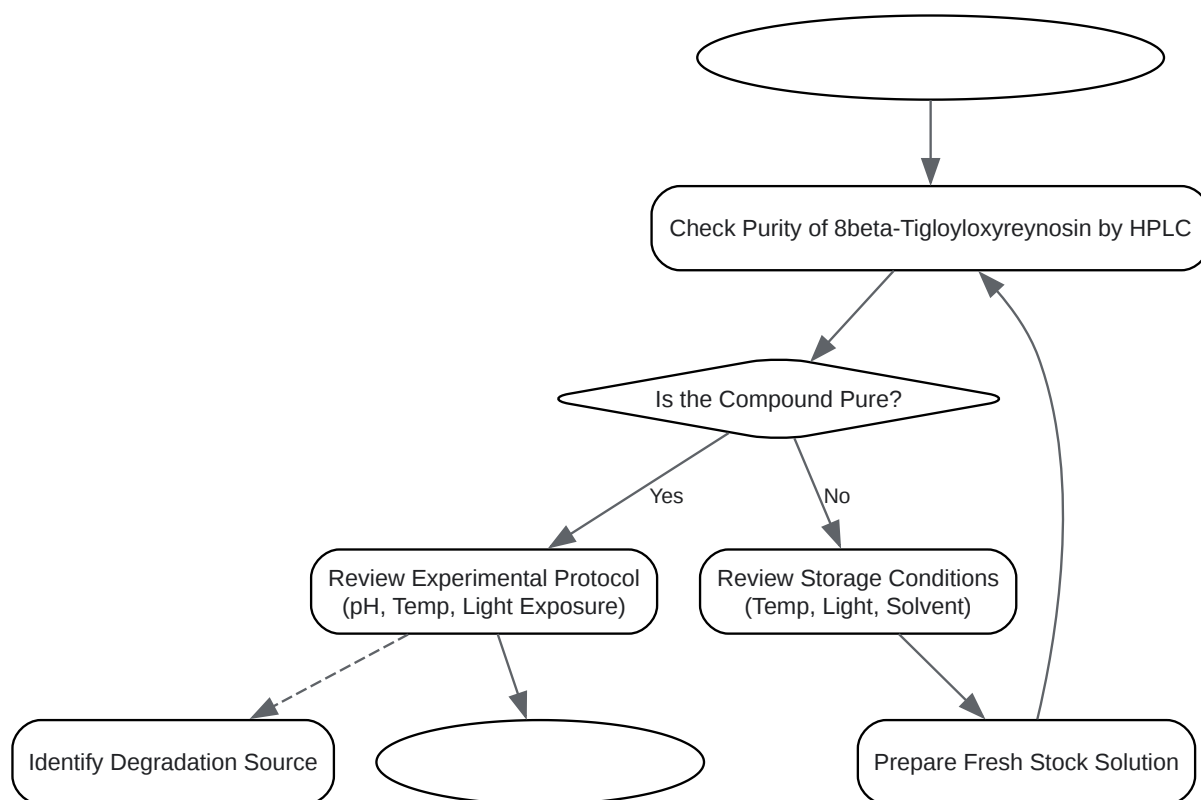 Check Purity of 8beta-Tigloyloxyreynosin by HPLC
Is the Compound Pure?
Yes
No
Review Experimental Protocol
(pH, Temp, Light Exposure)
Review Storage Conditions
(Temp, Light, Solvent)
Identify Degradation Source
Prepare Fresh Stock Solution